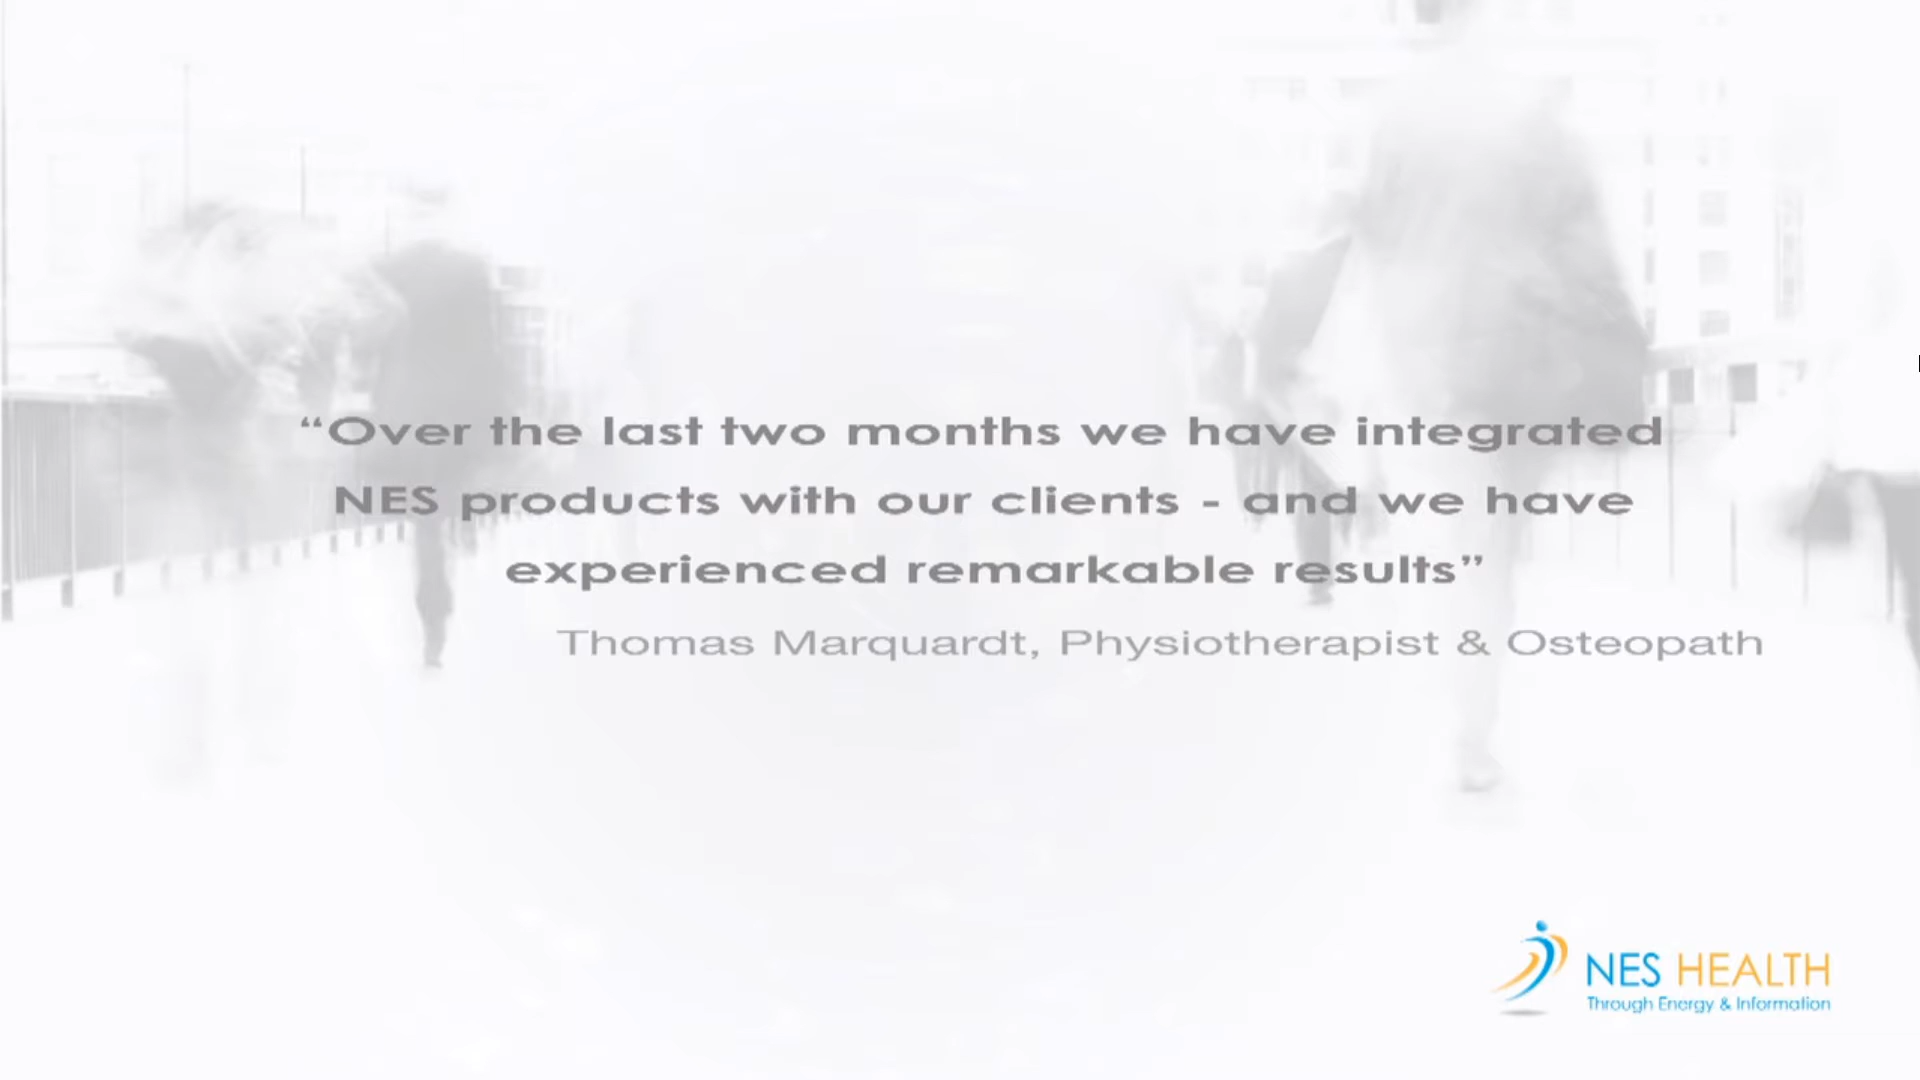 “Over the last two months we have integrated
NES products with our clients - and we have
experienced remarkable results”
Thomas Marquardt, Physiotherapist & Osteopath
NES HEALTH
Through Energy & Information